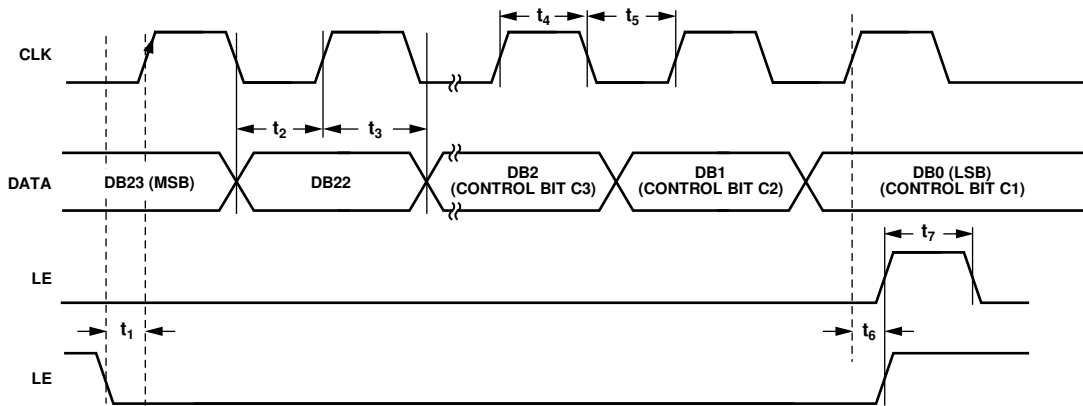 t₄
t₅
CLK
t₂
t₃
DATA
DB23 (MSB)
DB22
DB2
(CONTROL BIT C3)
DB1
(CONTROL BIT C2)
DB0 (LSB)
(CONTROL BIT C1)
t₇
LE
t₁
t₆
LE